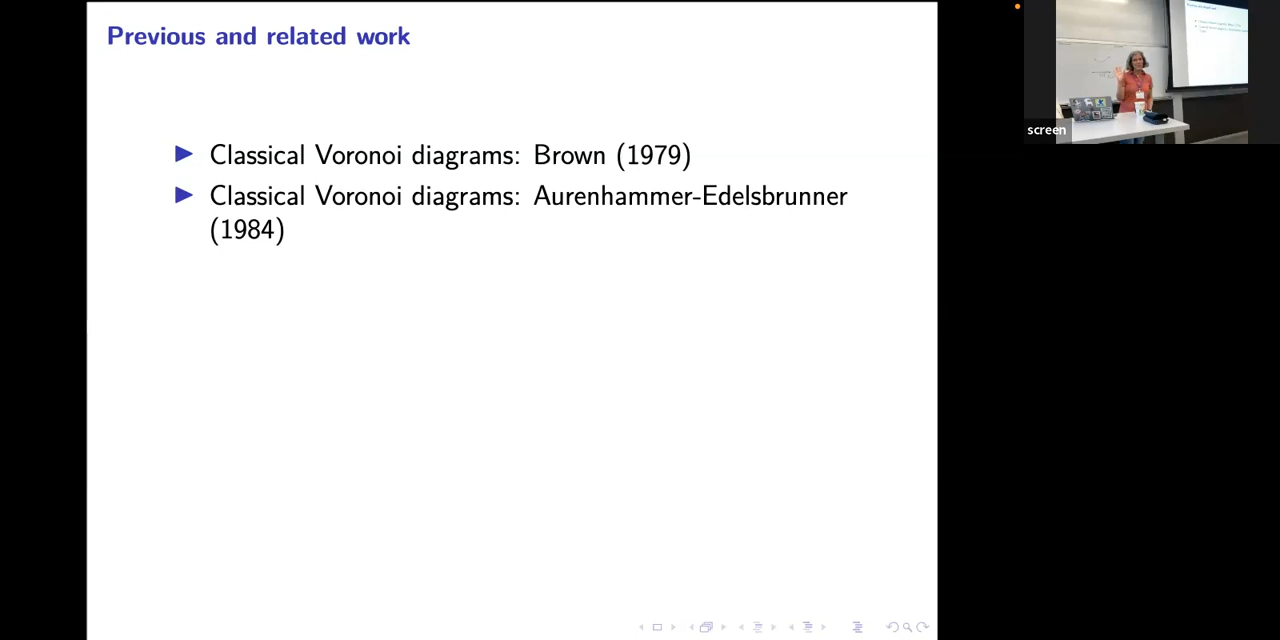 Previous and related work
Classical Voronoi diagrams: Brown (1979)
Classical Voronoi diagrams: Aurenhammer-Edelsbrunner
(1984)
screen